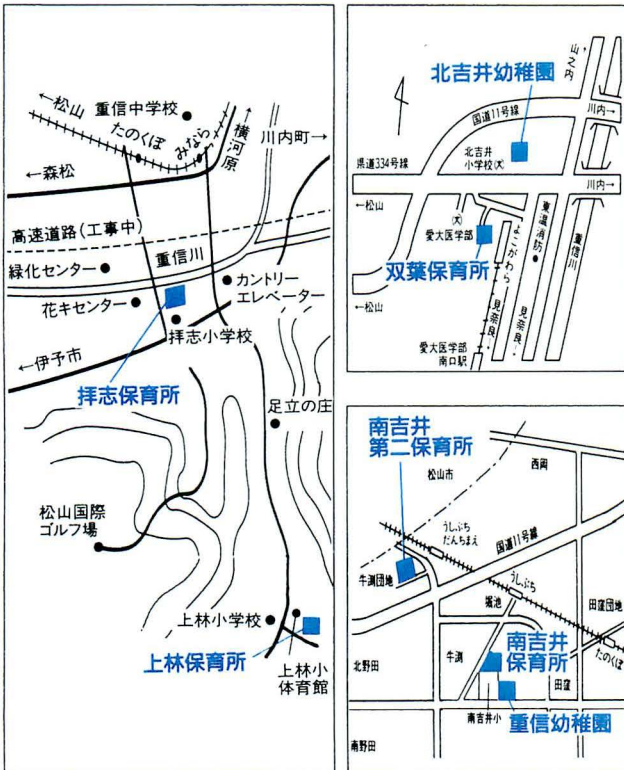 ←松山
重信中学校
たのくぼ
みなら
→横河原
川内町→
←森松
高速道路(工事中)
重信川
緑化センター
カントリー
エレベーター
花キセンター
拝志小学校
←伊予市
拝志保育所
足立の庄
松山国際
ゴルフ場
上林小学校
上林保育所
上林小
体育館
山之内
北吉井幼稚園
川内→
国道11号線
北吉井
小学校(文)
県道334号線
川内→
←松山
(文)
愛大医学部
双葉保育所
よこがわら
東温消防
重信川
←松山
見奈良
見奈良
愛大医学部
南口駅
南吉井
第二保育所
西岡
松山市
うしぶち
だんちまえ
国道11号線
牛渕団地
うしぶち
堀池
田窪団地
たのくぼ
牛渕
南吉井
保育所
北野田
田窪
南吉井小
重信幼稚園
南野田